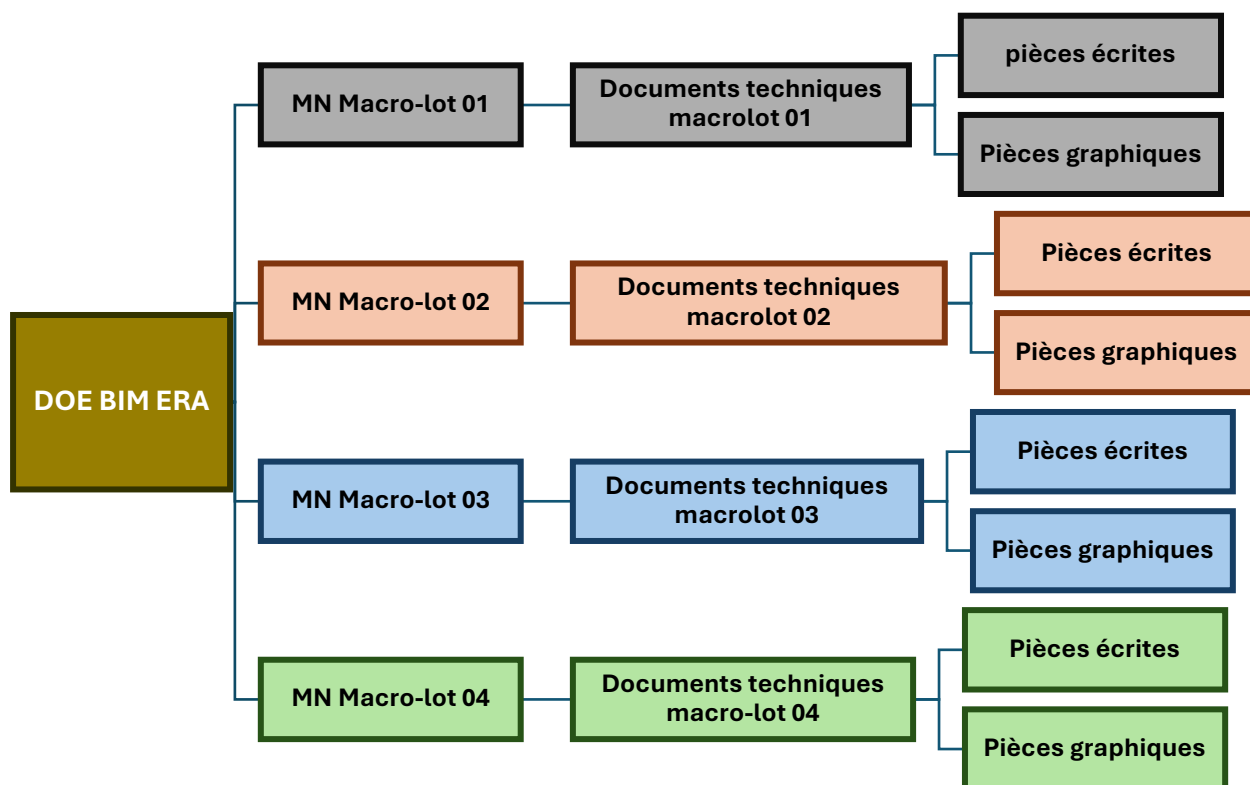 DOE BIM ERA
MN Macro-lot 01
Documents techniques
macrolot 01
pièces écrites
Pièces graphiques
MN Macro-lot 02
Documents techniques
macrolot 02
Pièces écrites
Pièces graphiques
MN Macro-lot 03
Documents techniques
macrolot 03
Pièces écrites
Pièces graphiques
MN Macro-lot 04
Documents techniques
macro-lot 04
Pièces écrites
Pièces graphiques